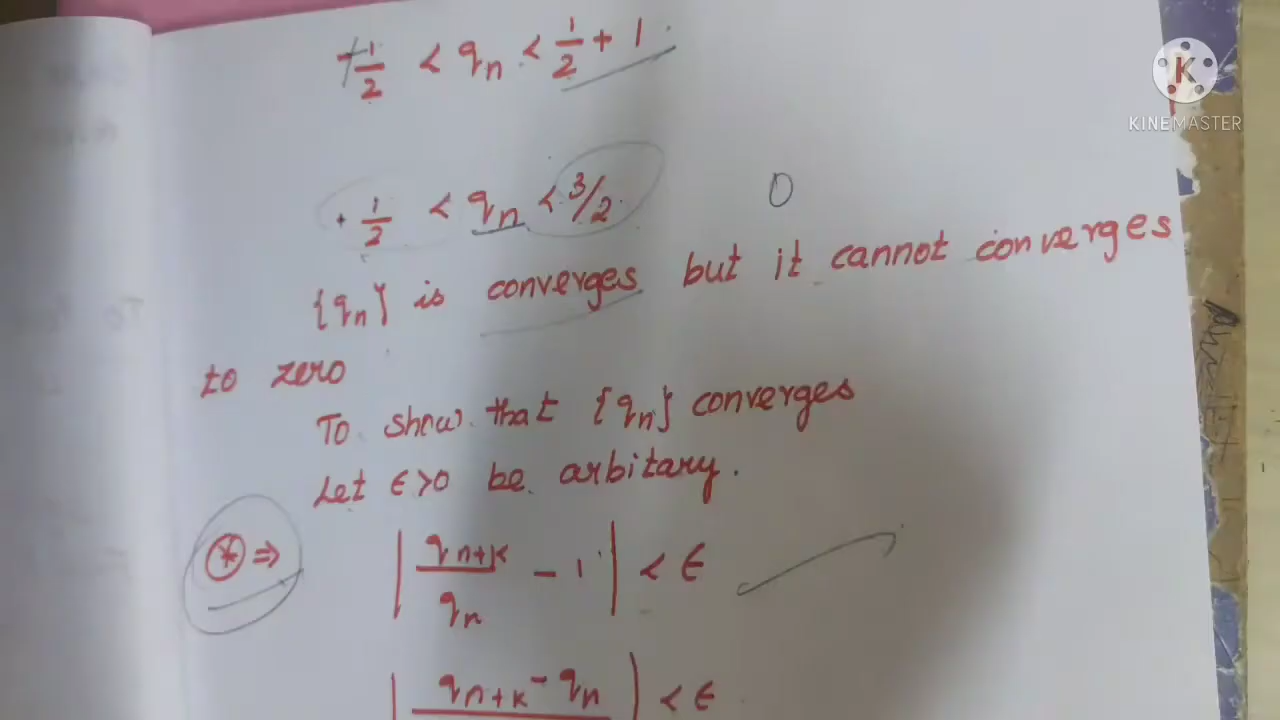 1/2 < qn < 1/2 + 1.
K
KINEMASTER
+ 1/2 < qn < 3/2.
0
{qn} is converges but it cannot converges
to zero
To show that {qn} converges
Let ϵ>0 be arbitary.
(*) ⇒ | qn+k / qn - 1 | < ϵ
| qn+k - qn | < ϵ